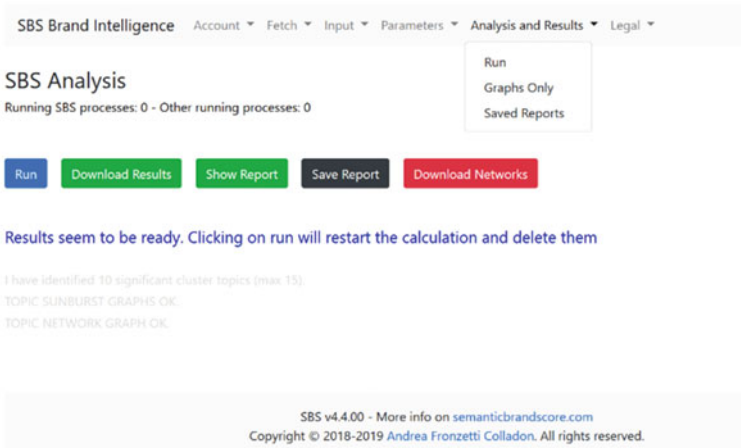 SBS Brand Intelligence Account Fetch Input Parameters Analysis and Results Legal
Run
Graphs Only
Saved Reports
SBS Analysis
Running SBS processes: 0 - Other running processes: 0
Run Download Results Show Report Save Report Download Networks
Results seem to be ready. Clicking on run will restart the calculation and delete them
I have identified 10 significant cluster topics (max 15).
TOPIC SUNBURST GRAPHS OK.
TOPIC NETWORK GRAPH OK.
SBS v4.4.00 - More info on semanticbrandscore.com
Copyright © 2018-2019 Andrea Fronzetti Colladon. All rights reserved.